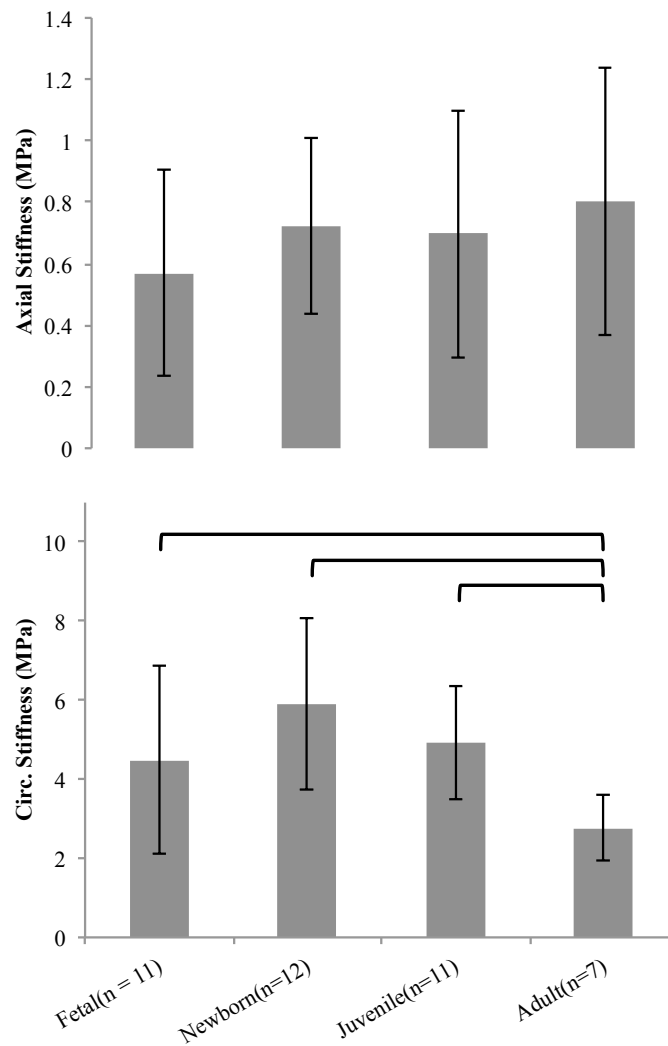 1.4
1.2
1
0.8
0.6
0.4
0.2
0
Axial Stiffness (MPa)
10
8
6
4
2
0
Circ. Stiffness (MPa)
Fetal(n = 11)
Newborn(n=12)
Juvenile(n=11)
Adult(n=7)